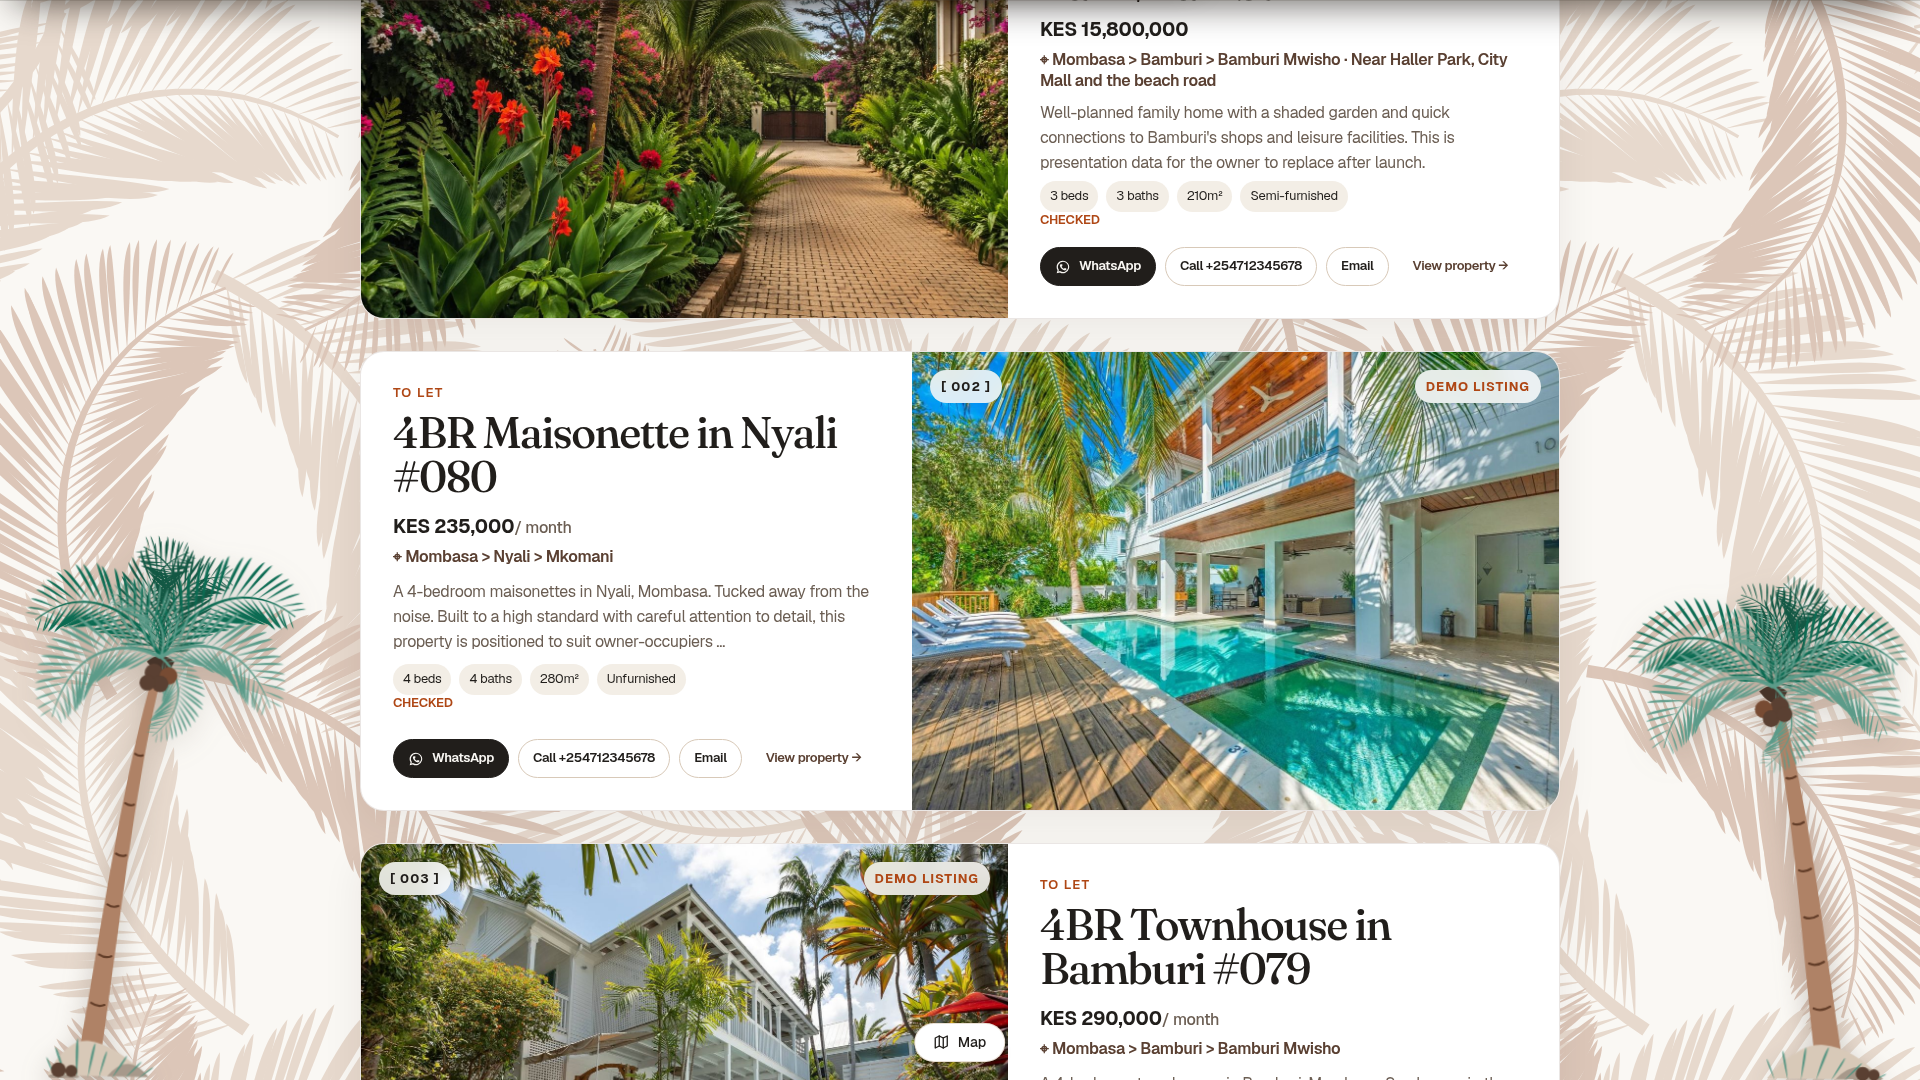 KES 15,800,000
⌖ Mombasa > Bamburi > Bamburi Mwisho · Near Haller Park, City
Mall and the beach road
Well-planned family home with a shaded garden and quick
connections to Bamburi's shops and leisure facilities. This is
presentation data for the owner to replace after launch.
3 beds 3 baths 210m² Semi-furnished
CHECKED
WhatsApp Call +254712345678 Email View property →
TO LET
4BR Maisonette in Nyali
#080
KES 235,000/ month
⌖ Mombasa > Nyali > Mkomani
A 4-bedroom maisonettes in Nyali, Mombasa. Tucked away from the
noise. Built to a high standard with careful attention to detail, this
property is positioned to suit owner-occupiers ...
4 beds 4 baths 280m² Unfurnished
CHECKED
WhatsApp Call +254712345678 Email View property →
[ 002 ]
DEMO LISTING
10
[ 003 ]
DEMO LISTING
TO LET
4BR Townhouse in
Bamburi #079
KES 290,000/ month
⌖ Mombasa > Bamburi > Bamburi Mwisho
Map